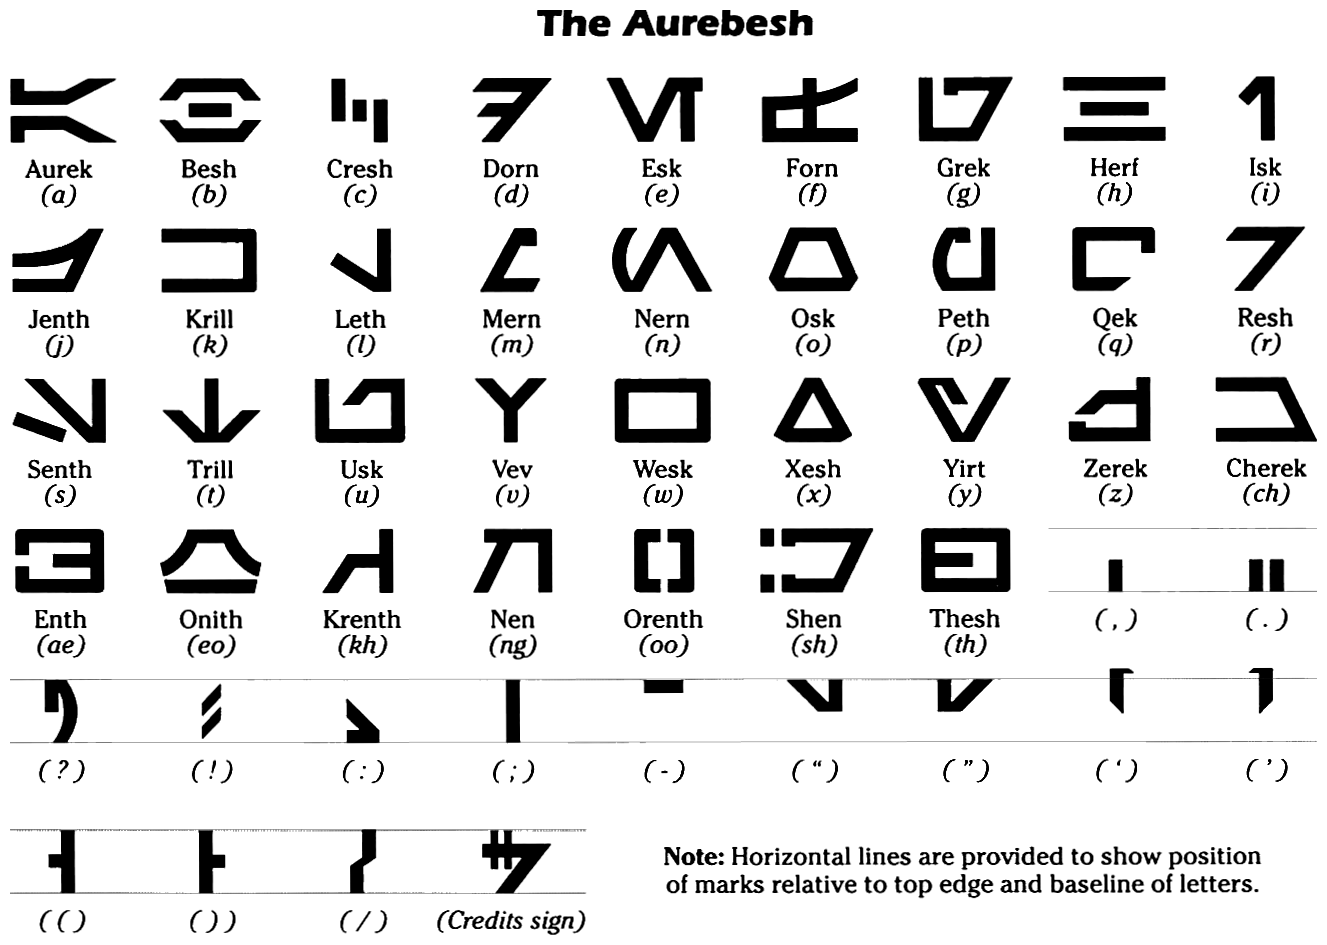 The Aurebesh
Aurek Besh Cresh Dorn Esk Forn Grek Herf Isk
(a) (b) (c) (d) (e) (f) (g) (h) (i)
Jenth Krill Leth Mern Nern Osk Peth Qek Resh
(j) (k) (l) (m) (n) (o) (p) (q) (r)
Senth Trill Usk Vev Wesk Xesh Yirt Zerek Cherek
(s) (t) (u) (v) (w) (x) (y) (z) (ch)
Enth Onith Krenth Nen Orenth Shen Thesh
(ae) (eo) (kh) (ng) (oo) (sh) (th) (,) (.)
(?) (!) (:) (;) (-) (“) (”) (‘) (’)
(() ()) (/) (Credits sign)
Note: Horizontal lines are provided to show position
of marks relative to top edge and baseline of letters.